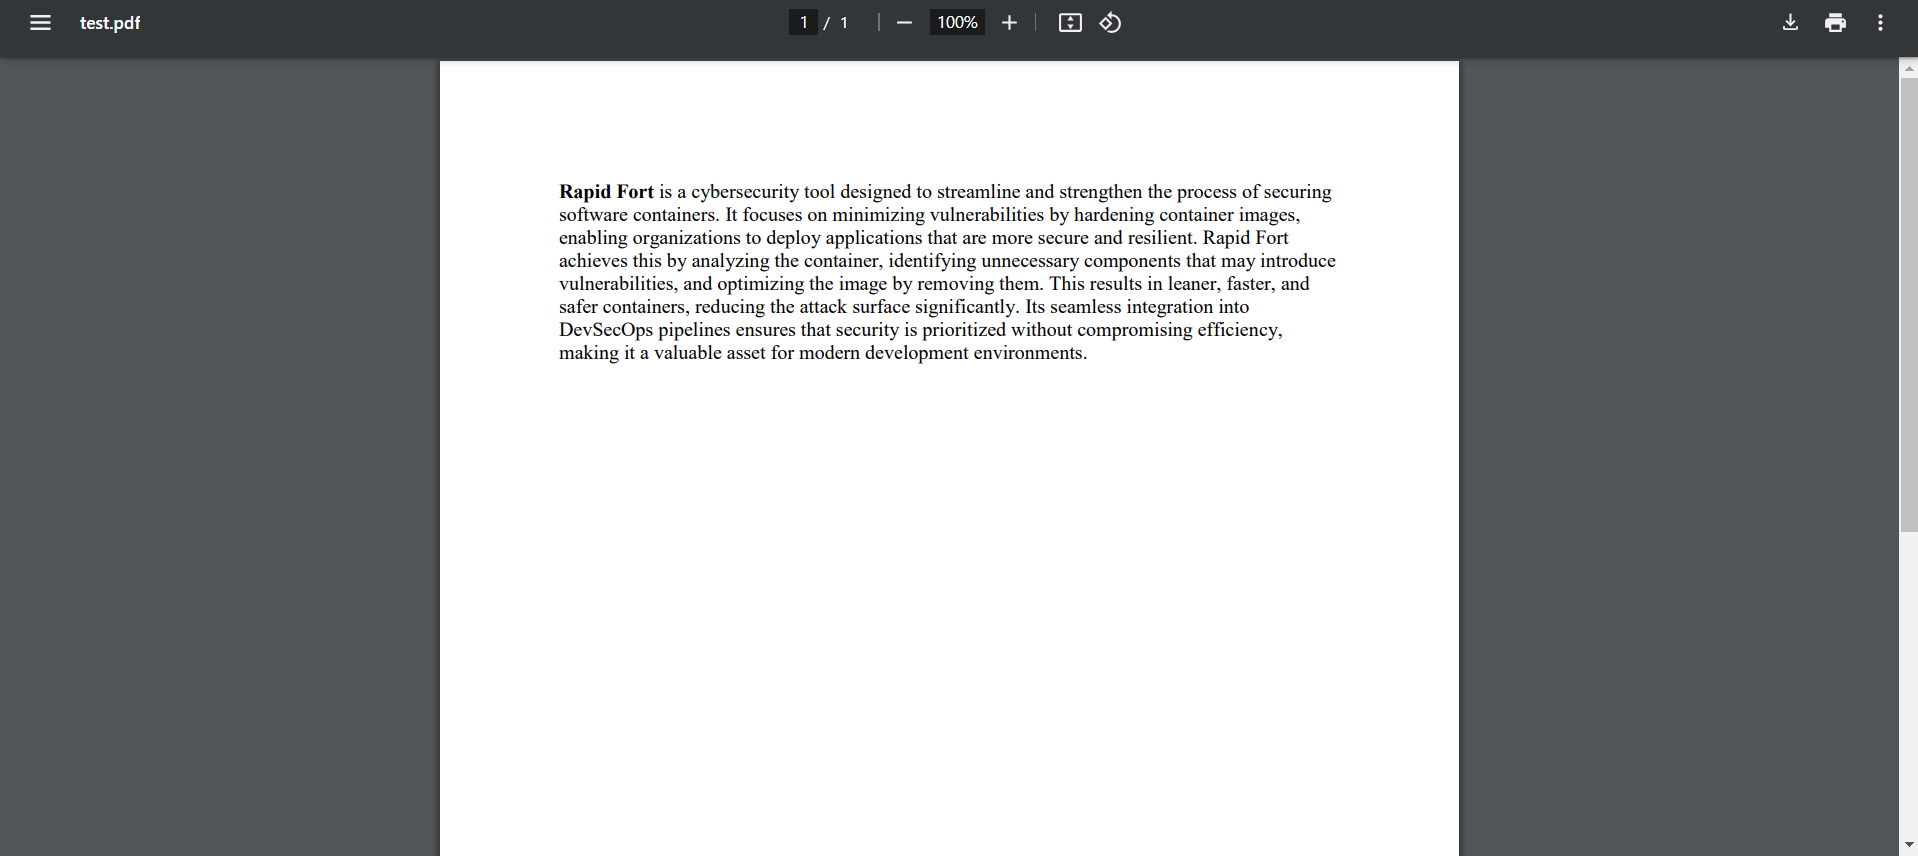 test.pdf
1 / 1
100%
Rapid Fort is a cybersecurity tool designed to streamline and strengthen the process of securing
software containers. It focuses on minimizing vulnerabilities by hardening container images,
enabling organizations to deploy applications that are more secure and resilient. Rapid Fort
achieves this by analyzing the container, identifying unnecessary components that may introduce
vulnerabilities, and optimizing the image by removing them. This results in leaner, faster, and
safer containers, reducing the attack surface significantly. Its seamless integration into
DevSecOps pipelines ensures that security is prioritized without compromising efficiency,
making it a valuable asset for modern development environments.